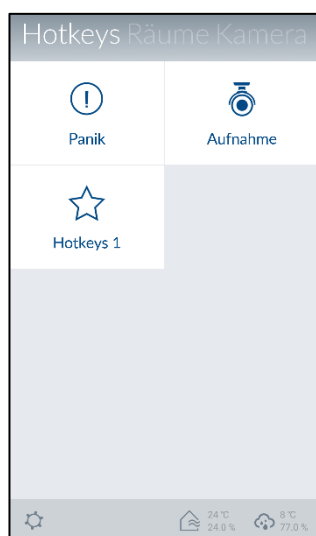 Hotkeys Räume Kamera
Panik
Aufnahme
Hotkeys 1
24 °C
24.0 %
8 °C
77.0 %